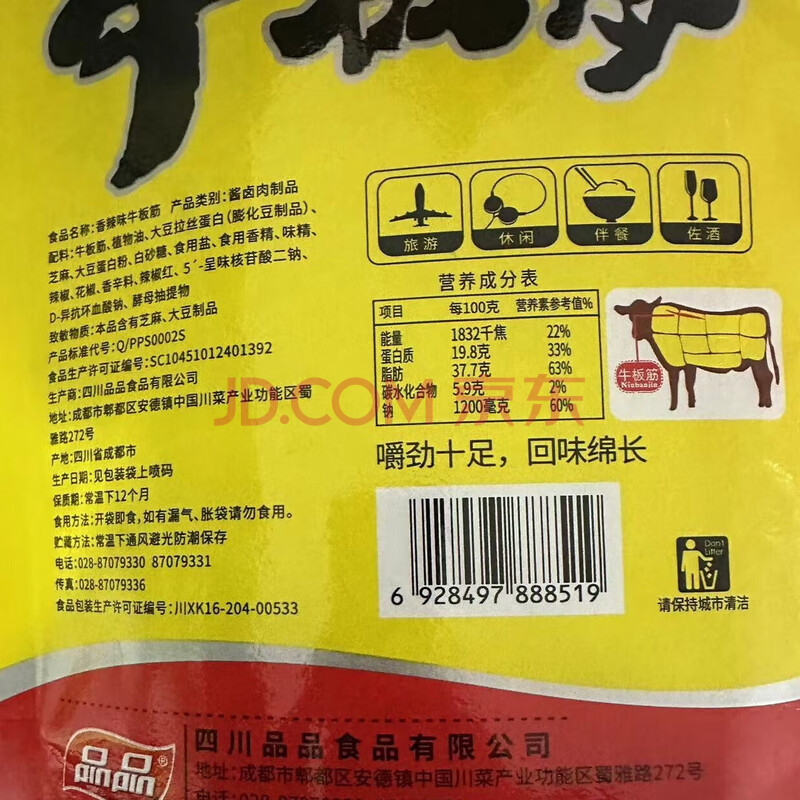 牛板筋
食品名称:香辣味牛板筋 产品类别:酱卤肉制品
配料:牛板筋、植物油、大豆拉丝蛋白(膨化豆制品)、
芝麻、大豆蛋白粉、白砂糖、食用盐、食用香精、味精、
辣椒、花椒、香辛料、辣椒红、5´-呈味核苷酸二钠、
D-异抗坏血酸钠、酵母抽提物
致敏物质:本品含有芝麻、大豆制品
产品标准代号:Q/PPS0002S
食品生产许可证编号:SC10451012401392
生产商:四川品品食品有限公司
地址:成都市郫都区安德镇中国川菜产业功能区蜀
雅路272号
产地:四川省成都市
生产日期:见包装袋上喷码
保质期:常温下12个月
食用方法:开袋即食,如有漏气、胀袋请勿食用。
贮藏方法:常温下通风避光防潮保存
电话:028-87079330 87079331
传真:028-87079336
食品包装生产许可证编号:川XK16-204-00533
旅游 休闲 伴餐 佐酒
营养成分表
项目 每100克 营养素参考值%
能量 1832千焦 22%
蛋白质 19.8克 33%
脂肪 37.7克 63%
碳水化合物 5.9克 2%
钠 1200毫克 60%
牛板筋
Niubanjin
JD.COM 京东
嚼劲十足,回味绵长
6 928497 888519
Don't
Litter
请保持城市清洁
品品®
pinpin
四川品品食品有限公司
地址:成都市郫都区安德镇中国川菜产业功能区蜀雅路272号